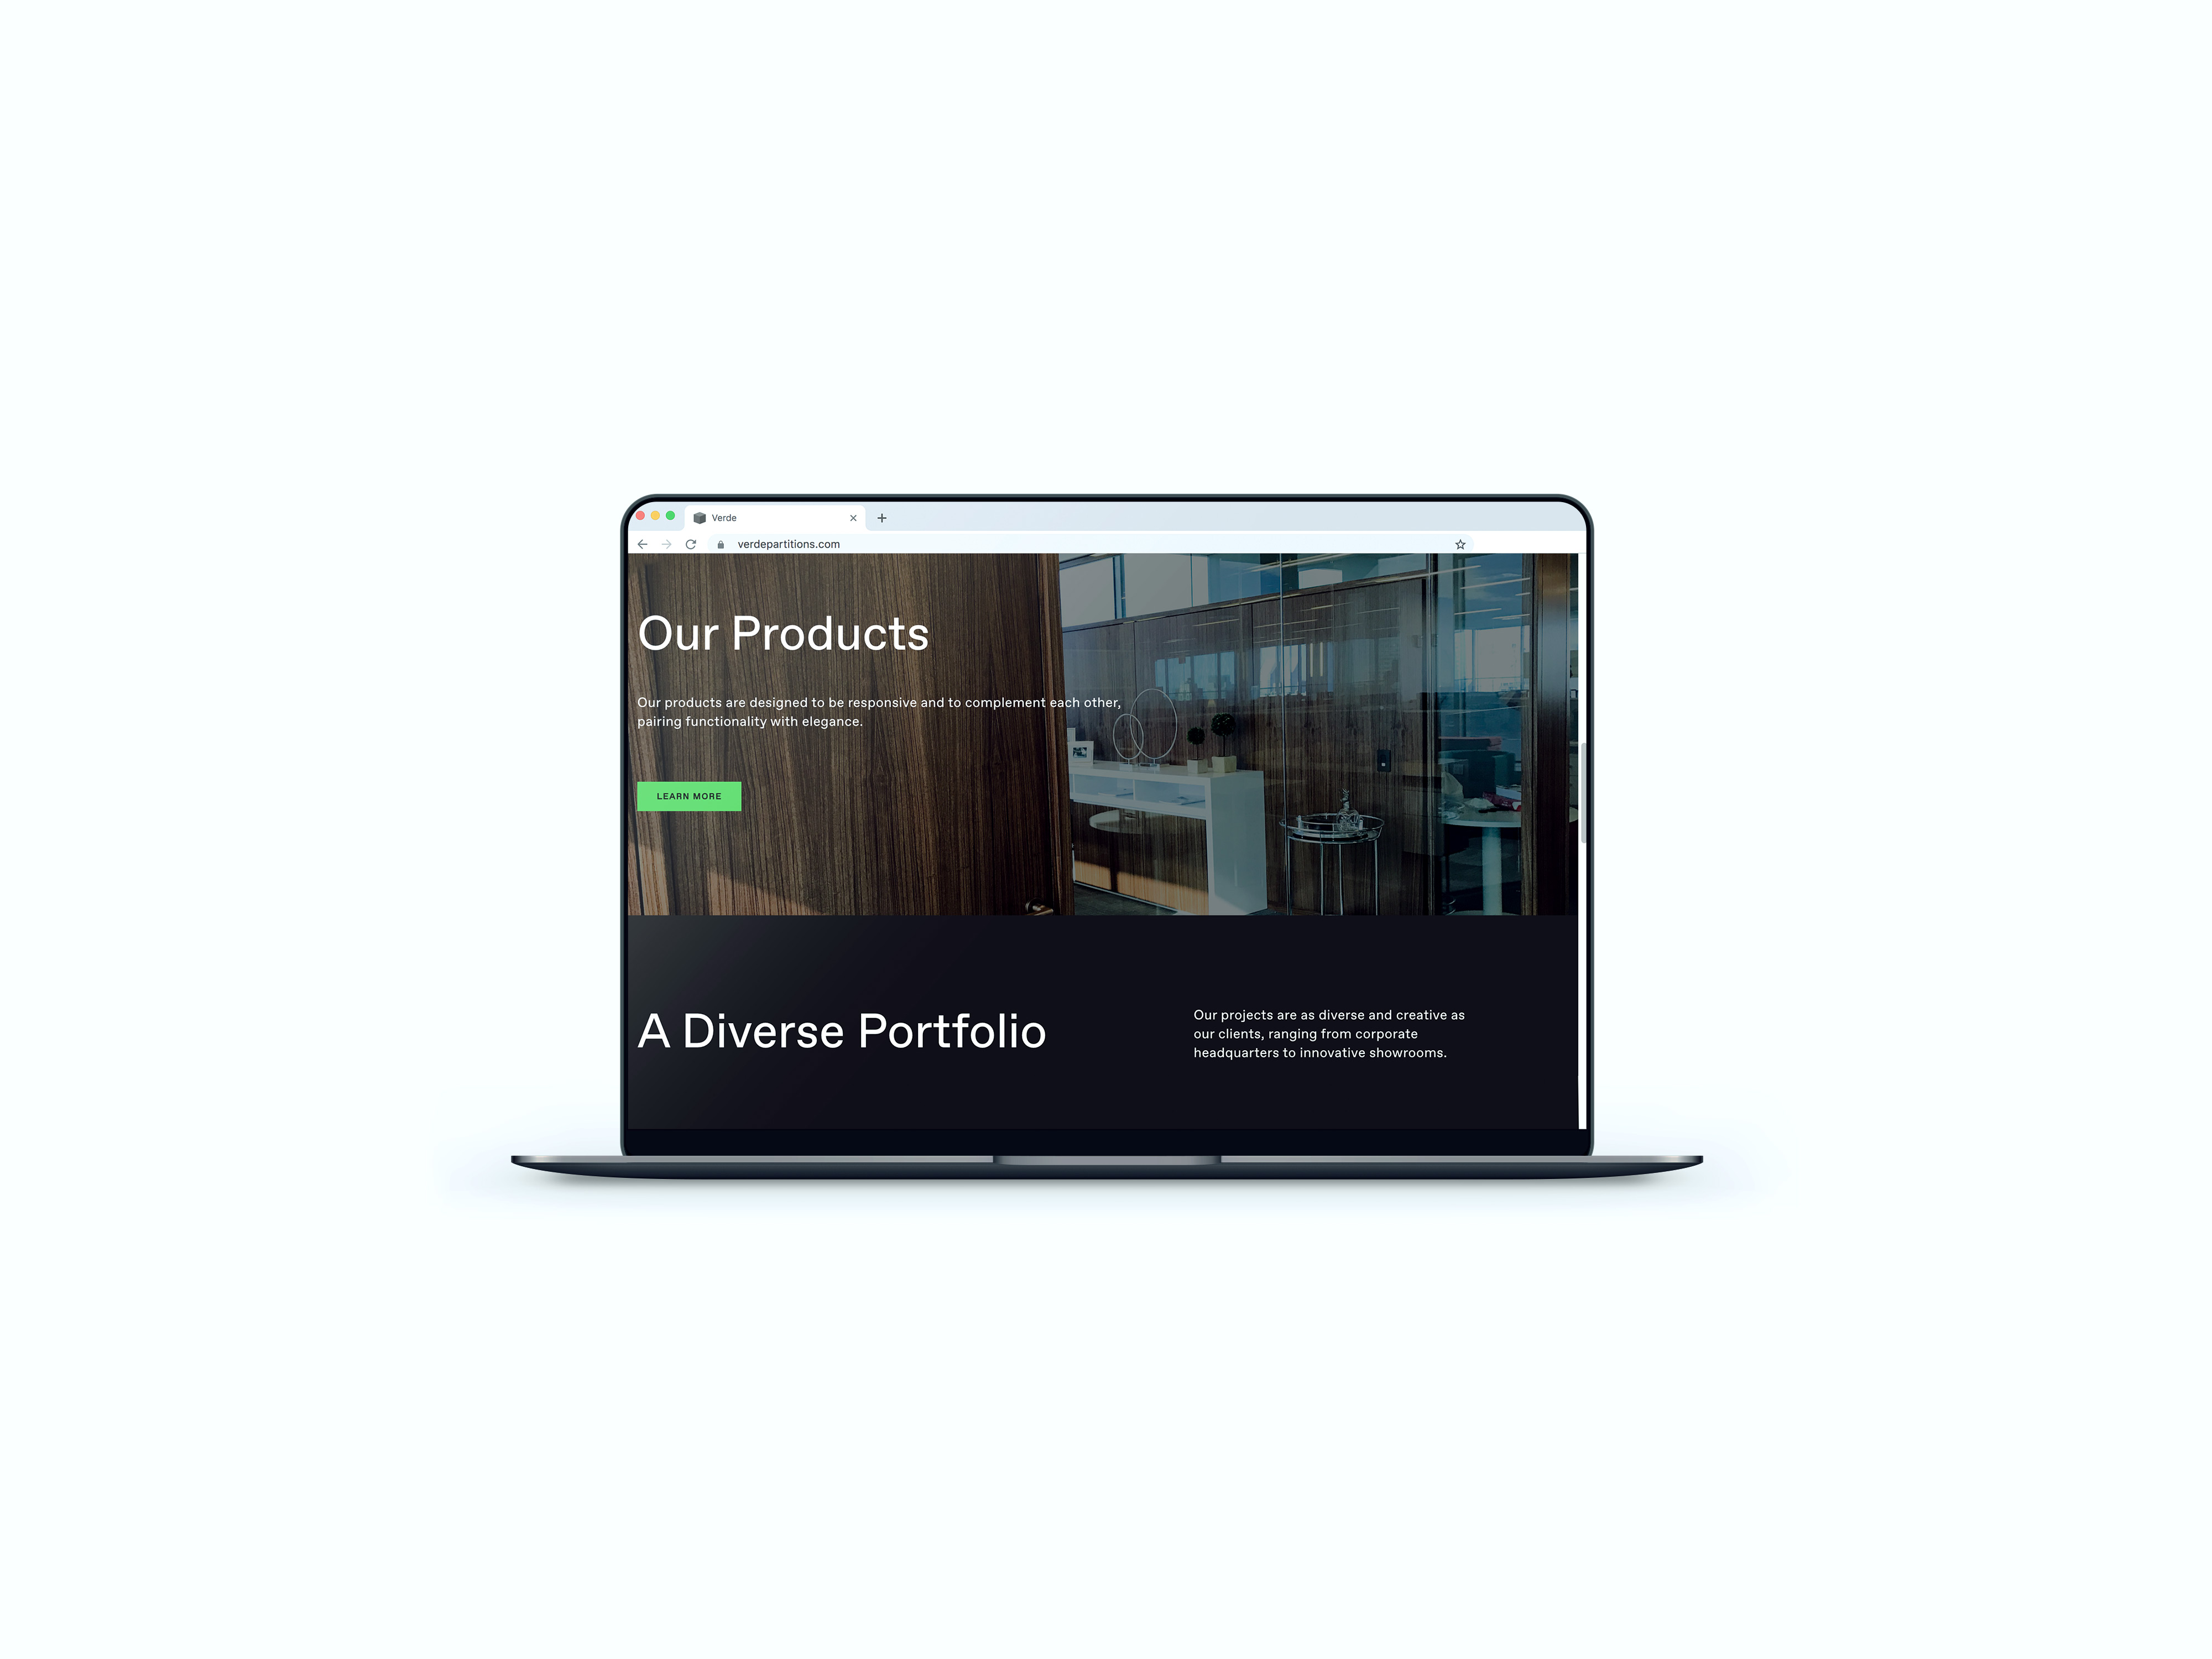 Verde
verdepartitions.com
Our Products
Our products are designed to be responsive and to complement each other,
pairing functionality with elegance.
LEARN MORE
A Diverse Portfolio
Our projects are as diverse and creative as
our clients, ranging from corporate
headquarters to innovative showrooms.